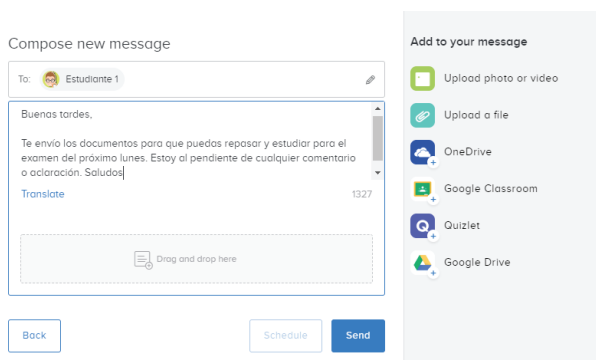 Compose new message
To: Estudiante 1
Buenas tardes,
Te envío los documentos para que puedas repasar y estudiar para el
examen del próximo lunes. Estoy al pendiente de cualquier comentario
o aclaración. Saludos
Translate
1327
Drag and drop here
Back
Schedule
Send
Add to your message
Upload photo or video
Upload a file
OneDrive
Google Classroom
Quizlet
Google Drive